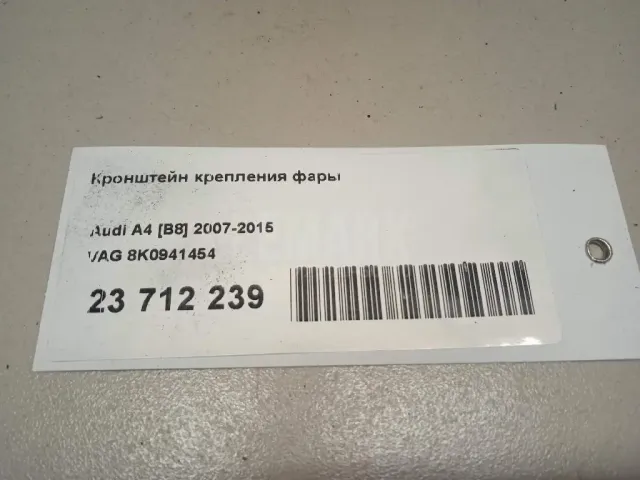 Кронштейн крепления фары
Audi A4 [B8] 2007-2015
VAG 8K0941454
23 712 239